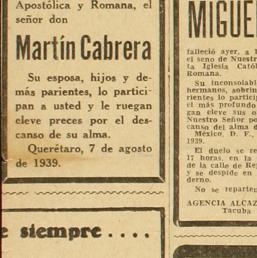 Apostólica y Romana, el
señor don
Martín Cabrera
Su esposa, hijos y de-
más parientes, lo partici-
pan a usted y le ruegan
eleve preces por el des-
canso de su alma.
Querétaro, 7 de agosto
de 1939.
e siempre . . . .
MIGUE
falleció ayer, a l
el seno de Nuestr
ta Iglesia Catól
Romana.
Su inconsolabl
hermanos, sobrin
rientes lo partici
el más profundo
gan eleve sus o
Nuestro Señor po
canso del alma d
México, D. F.,
1939.
El duelo se re
17 horas, en la
de la calle de Re
y se despide en
derno.
No se reparte
AGENCIA ALCAZ
Tacuba